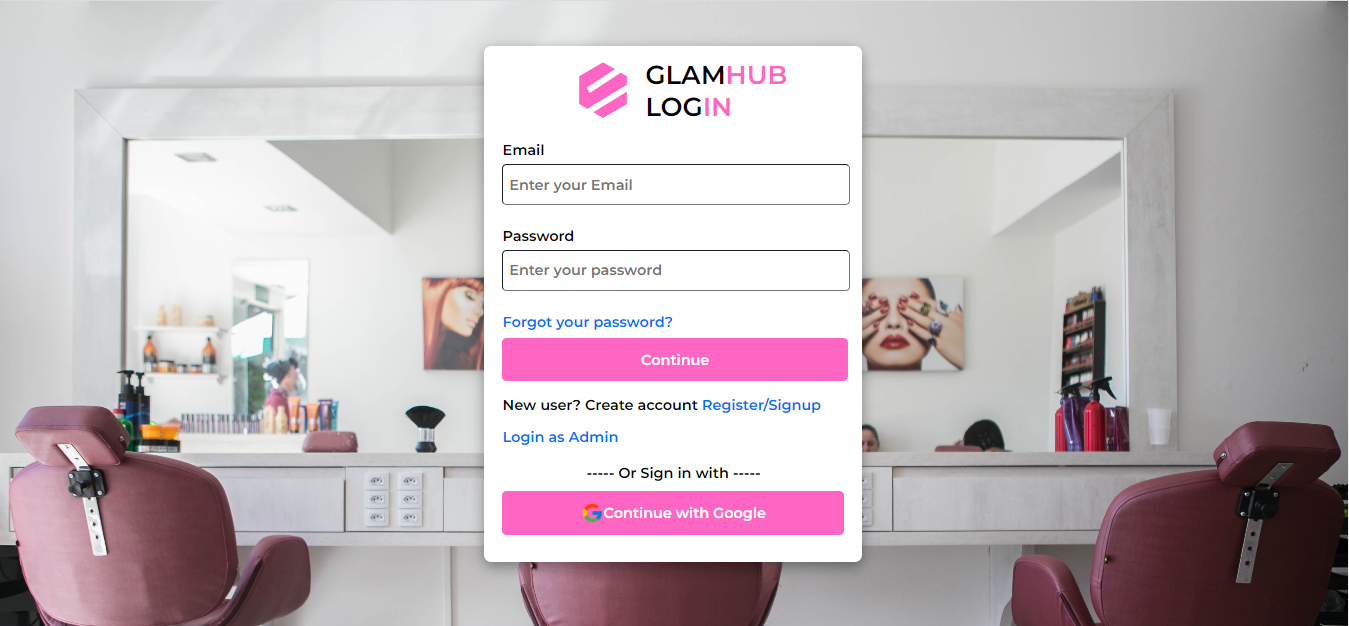 GLAMHUB
LOGIN
Email
Enter your Email
Password
Enter your password
Forgot your password?
Continue
New user? Create account Register/Signup
Login as Admin
----- Or Sign in with -----
Continue with Google